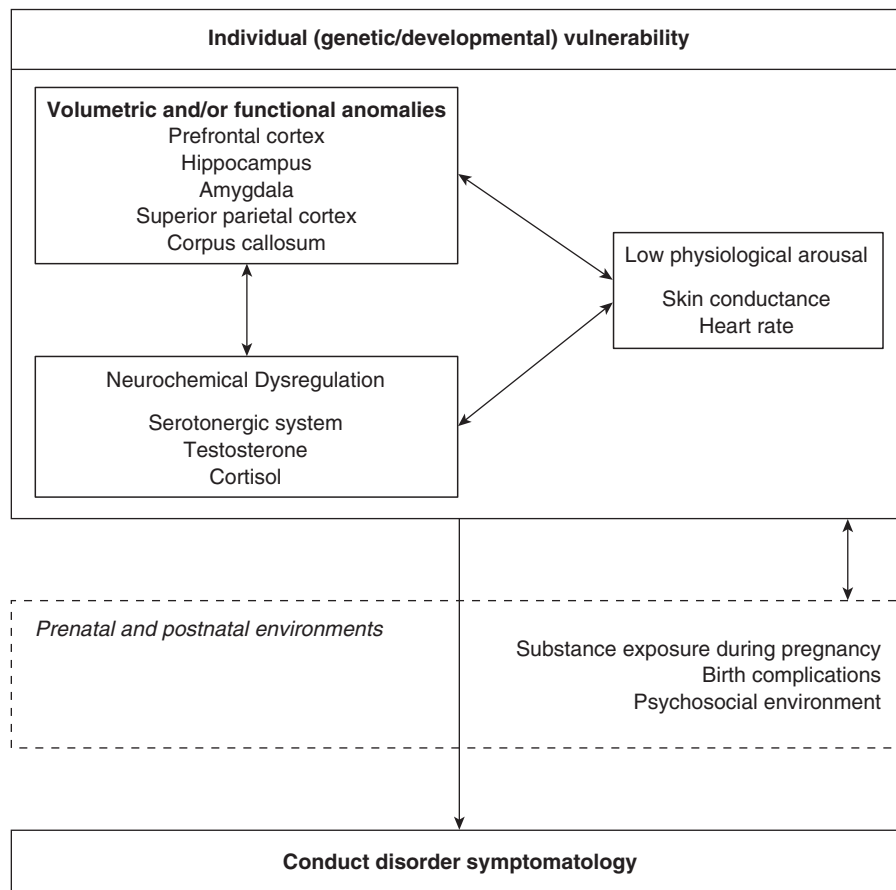 Individual (genetic/developmental) vulnerability
Volumetric and/or functional anomalies
Prefrontal cortex
Hippocampus
Amygdala
Superior parietal cortex
Corpus callosum
Low physiological arousal
Skin conductance
Heart rate
Neurochemical Dysregulation
Serotonergic system
Testosterone
Cortisol
Prenatal and postnatal environments
Substance exposure during pregnancy
Birth complications
Psychosocial environment
Conduct disorder symptomatology